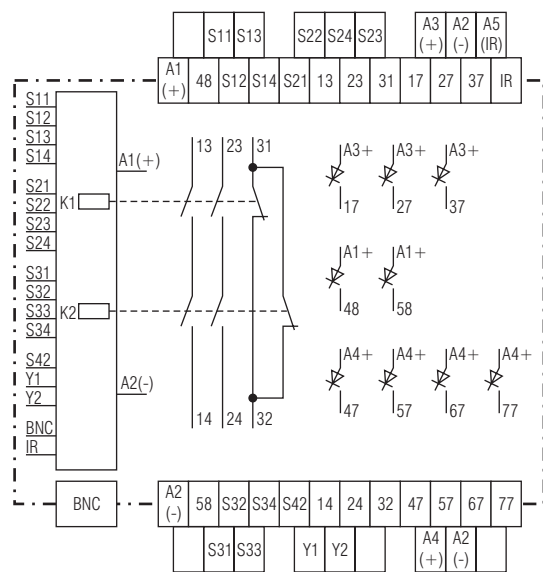 S11 S13 S22 S24 S23 A3 (+) A2 (-) A5 (IR)
A1 (+) 48 S12 S14 S21 13 23 31 17 27 37 IR
S11
S12
S13
S14
A1(+)
S21
K1
S22
S23
S24
S31
S32
K2
S33
S34
S42
Y1
A2(-)
Y2
BNC
IR
13 23 31
14 24 32
A3+ A3+ A3+
17 27 37
A1+ A1+
48 58
A4+ A4+ A4+ A4+
47 57 67 77
BNC
A2 (-) 58 S32 S34 S42 14 24 32 47 57 67 77
S31 S33 Y1 Y2 A4 (+) A2 (-)